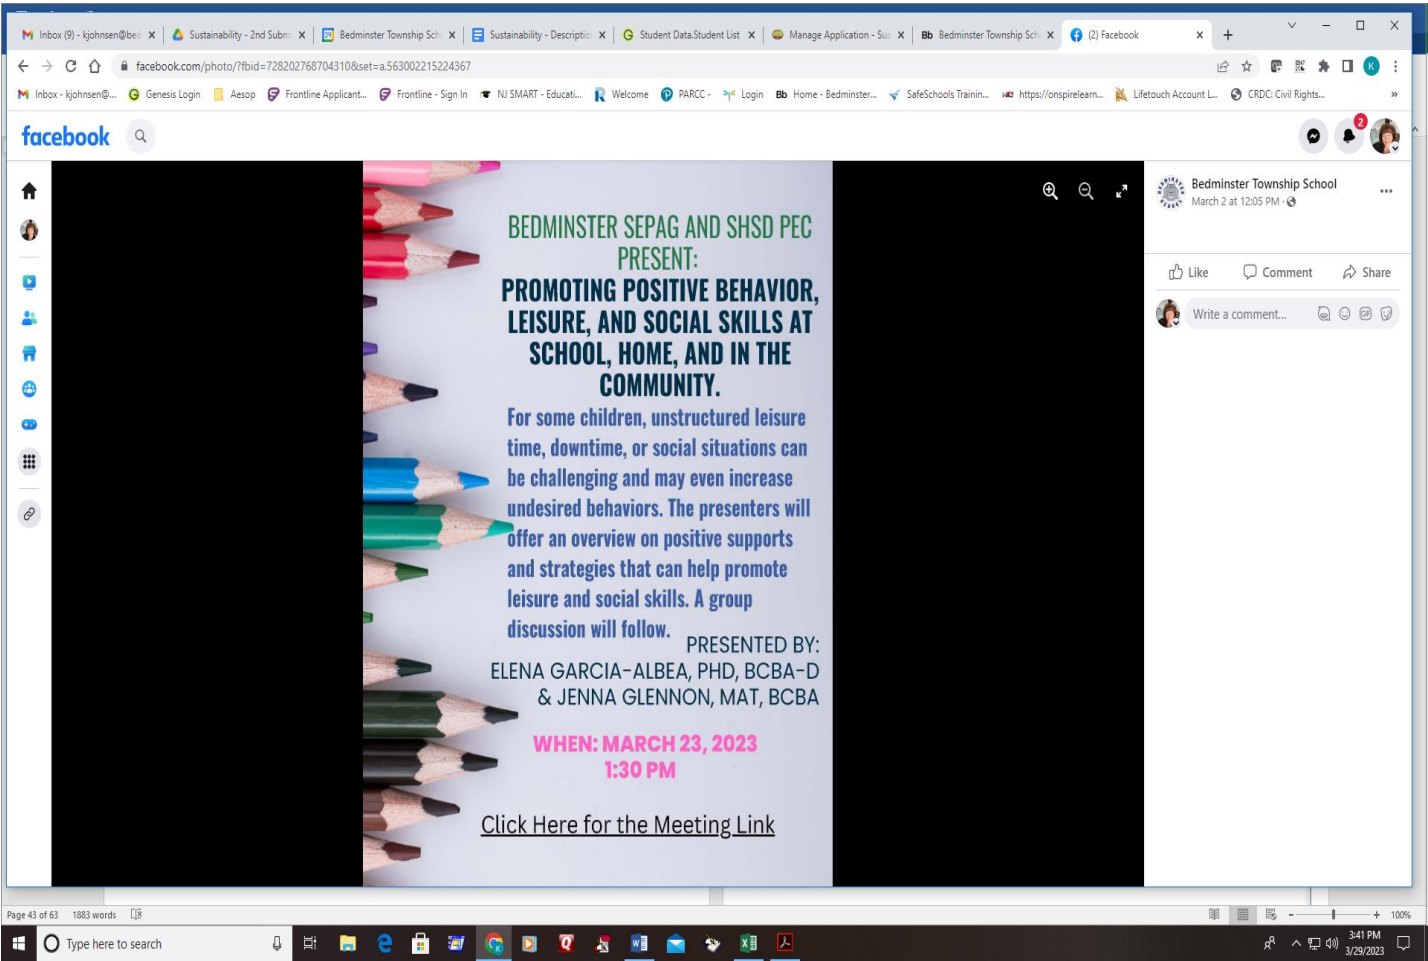 Inbox (9) - kjohnsen@bed
Sustainability - 2nd Subm
Bedminster Township Sch
Sustainability - Descriptio
Student Data.Student List
Manage Application - Sus
Bb Bedminster Township Sch
(2) Facebook
facebook.com/photo/?fbid=728202768704310&set=a.563002215224367
Inbox - kjohnsen@...
Genesis Login
Aesop
Frontline Applicant...
Frontline - Sign In
NJ SMART - Educati...
Welcome
PARCC -
Login
Bb Home - Bedminster...
SafeSchools Trainin...
https://onspirelearn...
Lifetouch Account L...
CRDC: Civil Rights...
facebook
2
BEDMINSTER SEPAG AND SHSD PEC
PRESENT:
PROMOTING POSITIVE BEHAVIOR,
LEISURE, AND SOCIAL SKILLS AT
SCHOOL, HOME, AND IN THE
COMMUNITY.
For some children, unstructured leisure
time, downtime, or social situations can
be challenging and may even increase
undesired behaviors. The presenters will
offer an overview on positive supports
and strategies that can help promote
leisure and social skills. A group
discussion will follow.
PRESENTED BY:
ELENA GARCIA-ALBEA, PHD, BCBA-D
& JENNA GLENNON, MAT, BCBA
WHEN: MARCH 23, 2023
1:30 PM
Click Here for the Meeting Link
Bedminster Township School
March 2 at 12:05 PM ·
Like
Comment
Share
Write a comment...
GIF
Page 43 of 63
1883 words
100%
Type here to search
3:41 PM
3/29/2023